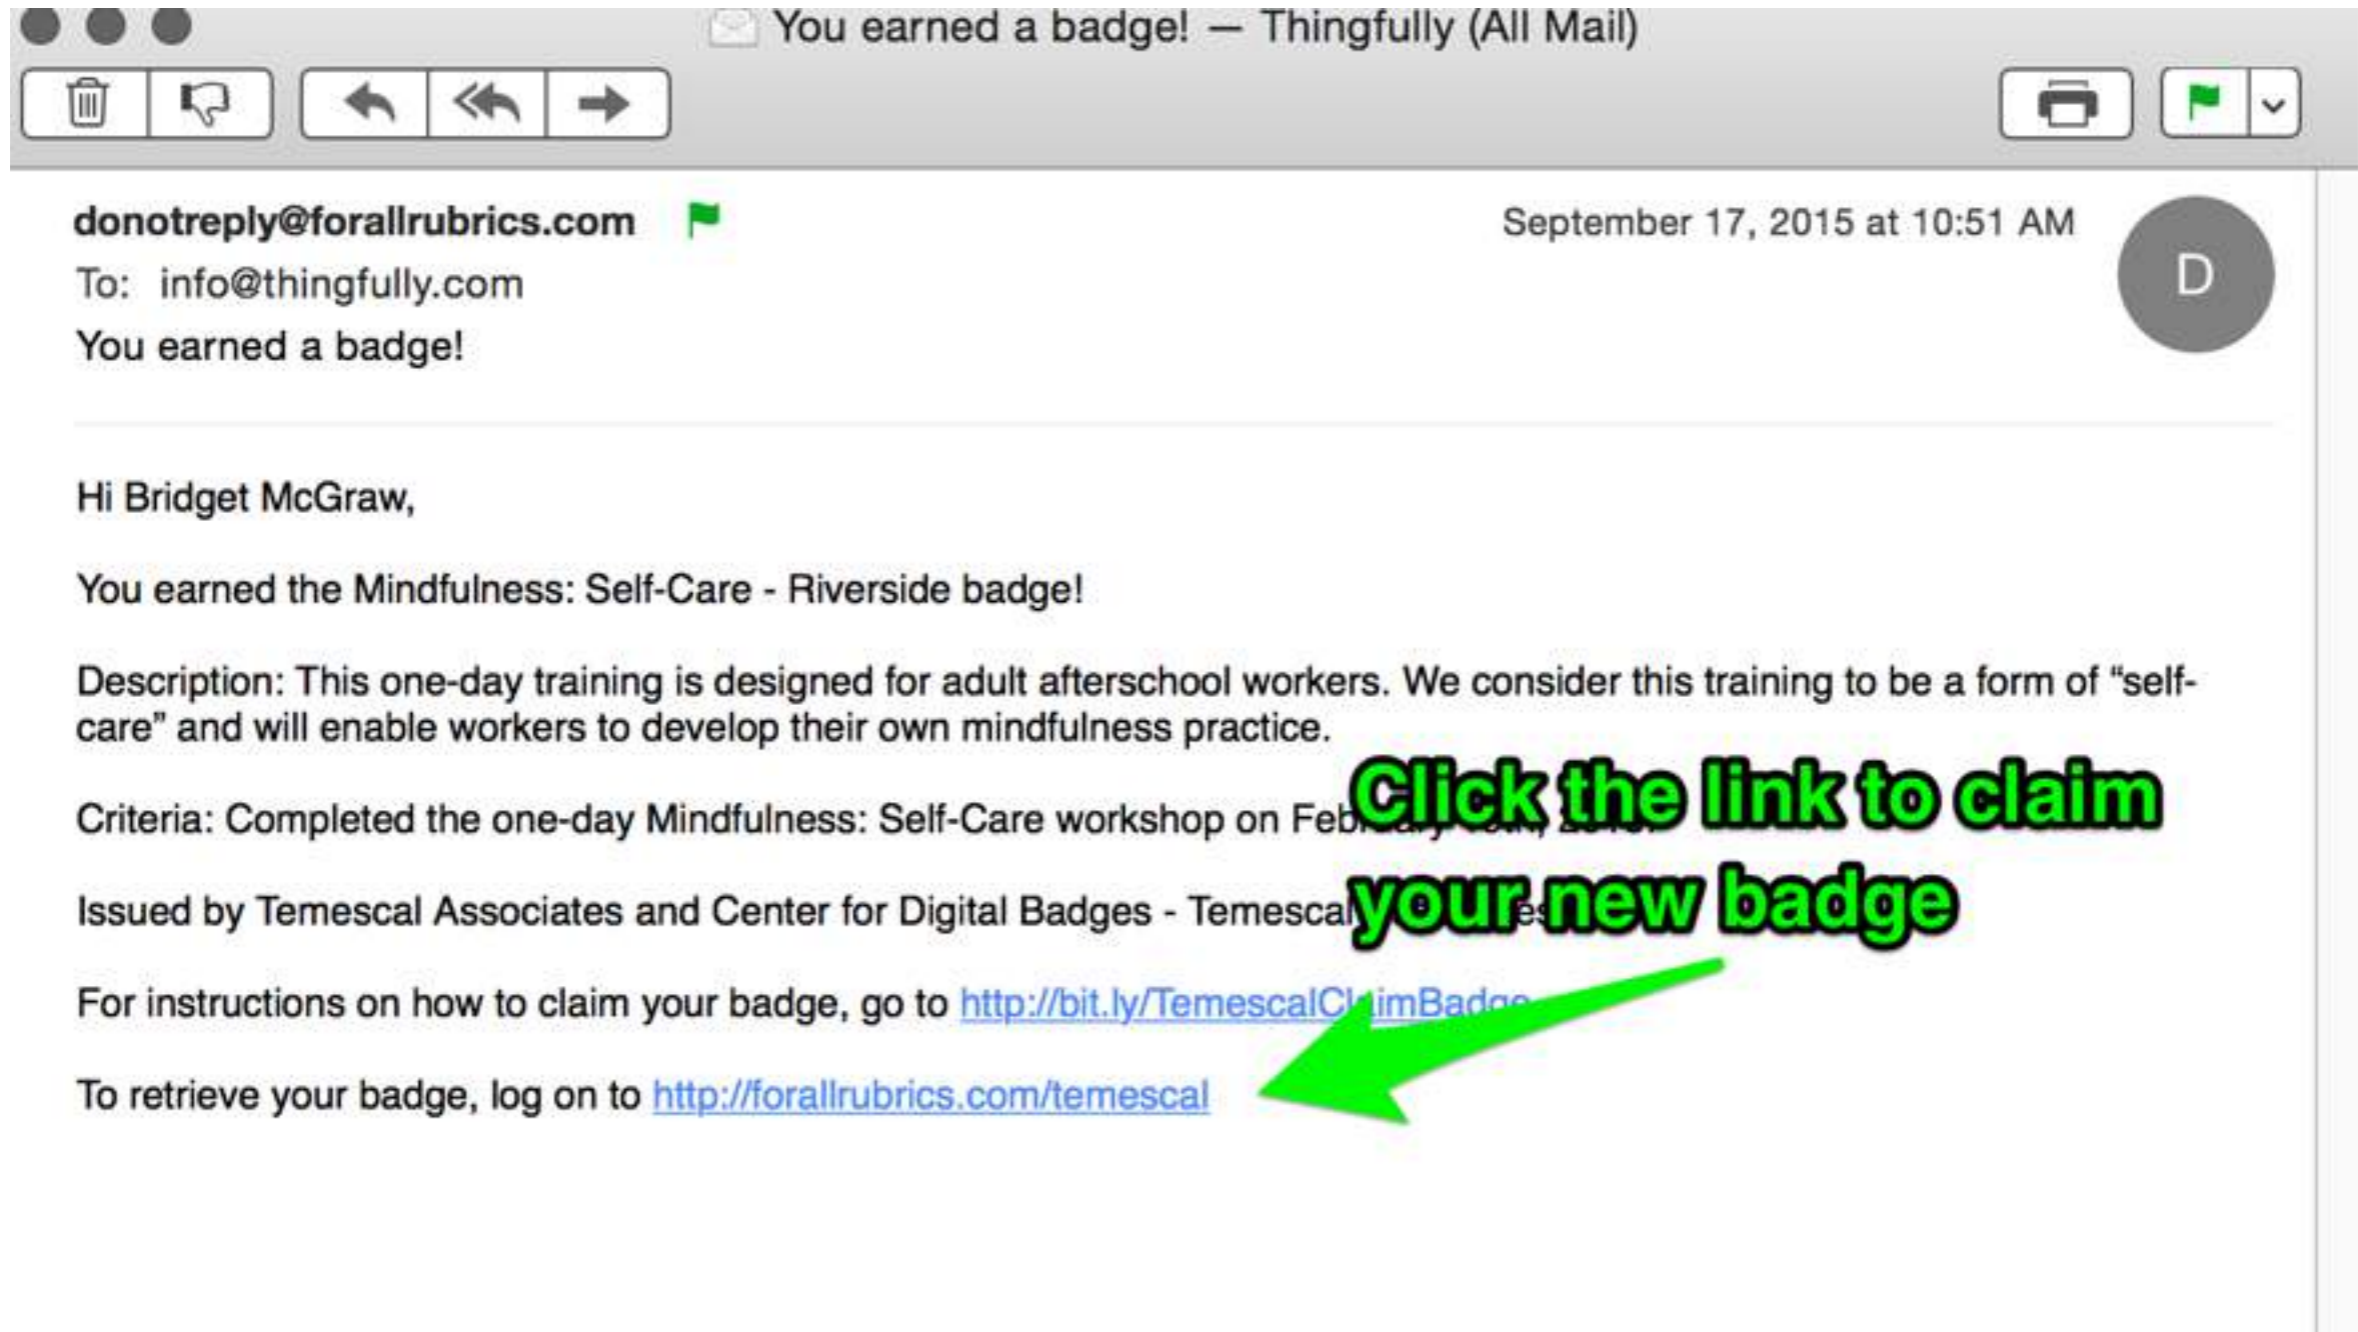 You earned a badge! — Thingfully (All Mail)
donotreply@forallrubrics.com
September 17, 2015 at 10:51 AM
D
To: info@thingfully.com
You earned a badge!
Hi Bridget McGraw,
You earned the Mindfulness: Self-Care - Riverside badge!
Description: This one-day training is designed for adult afterschool workers. We consider this training to be a form of “self-
care” and will enable workers to develop their own mindfulness practice.
Click the link to claim
Criteria: Completed the one-day Mindfulness: Self-Care workshop on February
your new badge
Issued by Temescal Associates and Center for Digital Badges - Temescal
For instructions on how to claim your badge, go to http://bit.ly/TemescalClaimBadge
To retrieve your badge, log on to http://forallrubrics.com/temescal